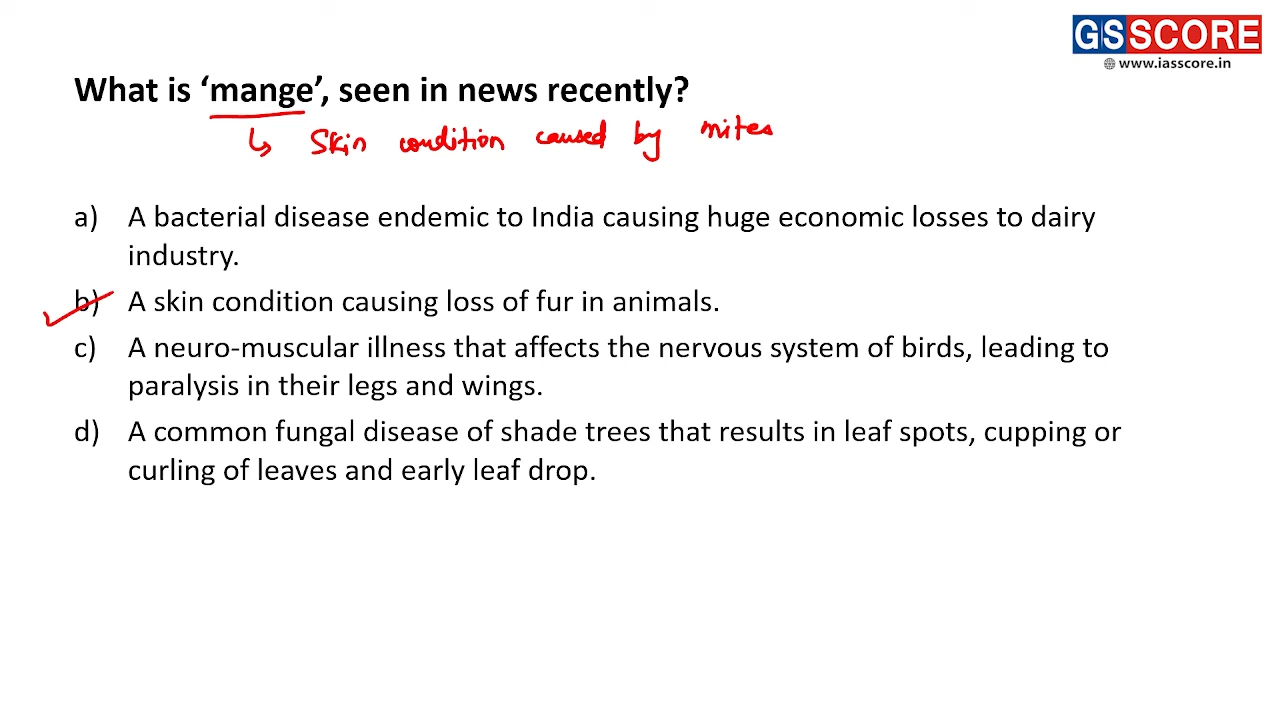 GSSCORE
www.iasscore.in
What is ‘mange’, seen in news recently?
↳ Skin condition caused by mites
a) A bacterial disease endemic to India causing huge economic losses to dairy
industry.
b) A skin condition causing loss of fur in animals.
c) A neuro-muscular illness that affects the nervous system of birds, leading to
paralysis in their legs and wings.
d) A common fungal disease of shade trees that results in leaf spots, cupping or
curling of leaves and early leaf drop.